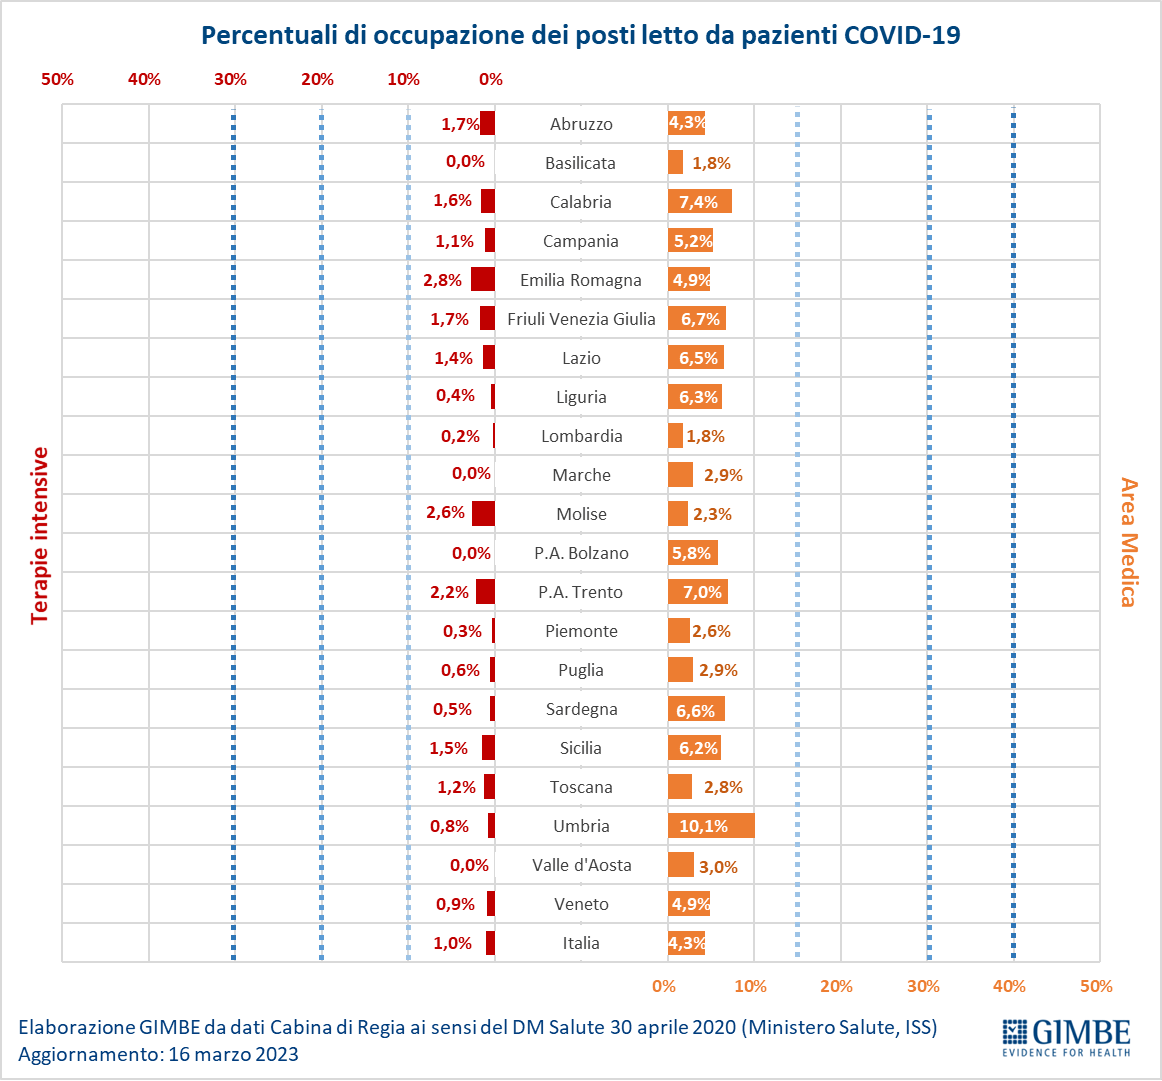 Percentuali di occupazione dei posti letto da pazienti COVID-19
50% 40% 30% 20% 10% 0%
1,7% Abruzzo 4,3%
0,0% Basilicata 1,8%
1,6% Calabria 7,4%
1,1% Campania 5,2%
2,8% Emilia Romagna 4,9%
1,7% Friuli Venezia Giulia 6,7%
1,4% Lazio 6,5%
0,4% Liguria 6,3%
0,2% Lombardia 1,8%
0,0% Marche 2,9%
2,6% Molise 2,3%
0,0% P.A. Bolzano 5,8%
2,2% P.A. Trento 7,0%
0,3% Piemonte 2,6%
0,6% Puglia 2,9%
0,5% Sardegna 6,6%
1,5% Sicilia 6,2%
1,2% Toscana 2,8%
0,8% Umbria 10,1%
0,0% Valle d'Aosta 3,0%
0,9% Veneto 4,9%
1,0% Italia 4,3%
Terapie intensive
Area Medica
0% 10% 20% 30% 40% 50%
Elaborazione GIMBE da dati Cabina di Regia ai sensi del DM Salute 30 aprile 2020 (Ministero Salute, ISS)
Aggiornamento: 16 marzo 2023
GIMBE
EVIDENCE FOR HEALTH